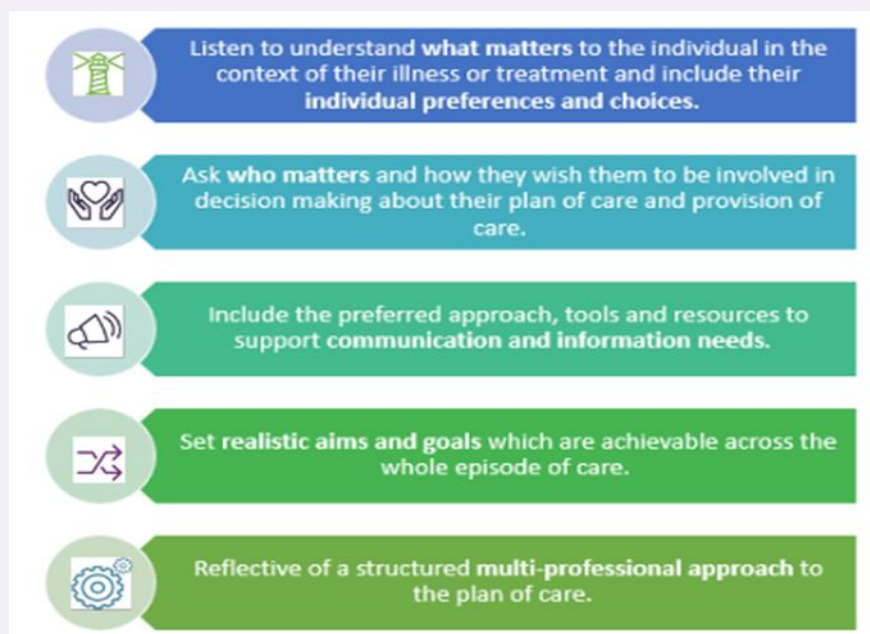 Listen to understand what matters to the individual in the
context of their illness or treatment and include their
individual preferences and choices.
Ask who matters and how they wish them to be involved in
decision making about their plan of care and provision of
care.
Include the preferred approach, tools and resources to
support communication and information needs.
Set realistic aims and goals which are achievable across the
whole episode of care.
Reflective of a structured multi-professional approach to
the plan of care.